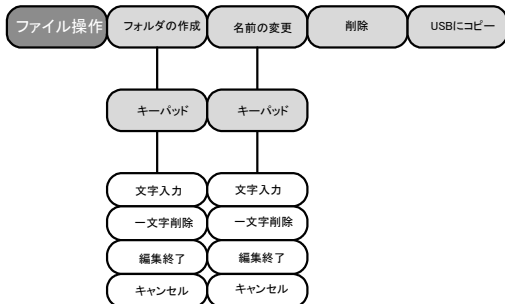 ファイル操作 フォルダの作成 名前の変更 削除 USBにコピー
キーパッド キーパッド
文字入力 文字入力
一文字削除 一文字削除
編集終了 編集終了
キャンセル キャンセル